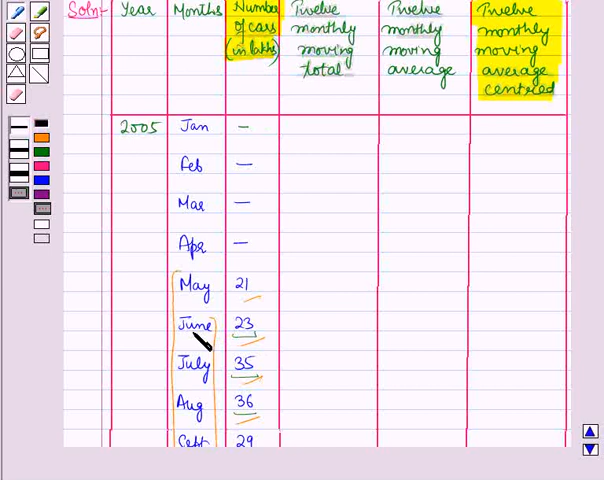 Soln:- Year Months Number of cars (in lakhs) Twelve monthly moving total Twelve monthly moving average Twelve monthly moving average centred
2005 Jan –
Feb –
Mar –
Apr –
May 21
June 23
July 35
Aug 36
Sept 29